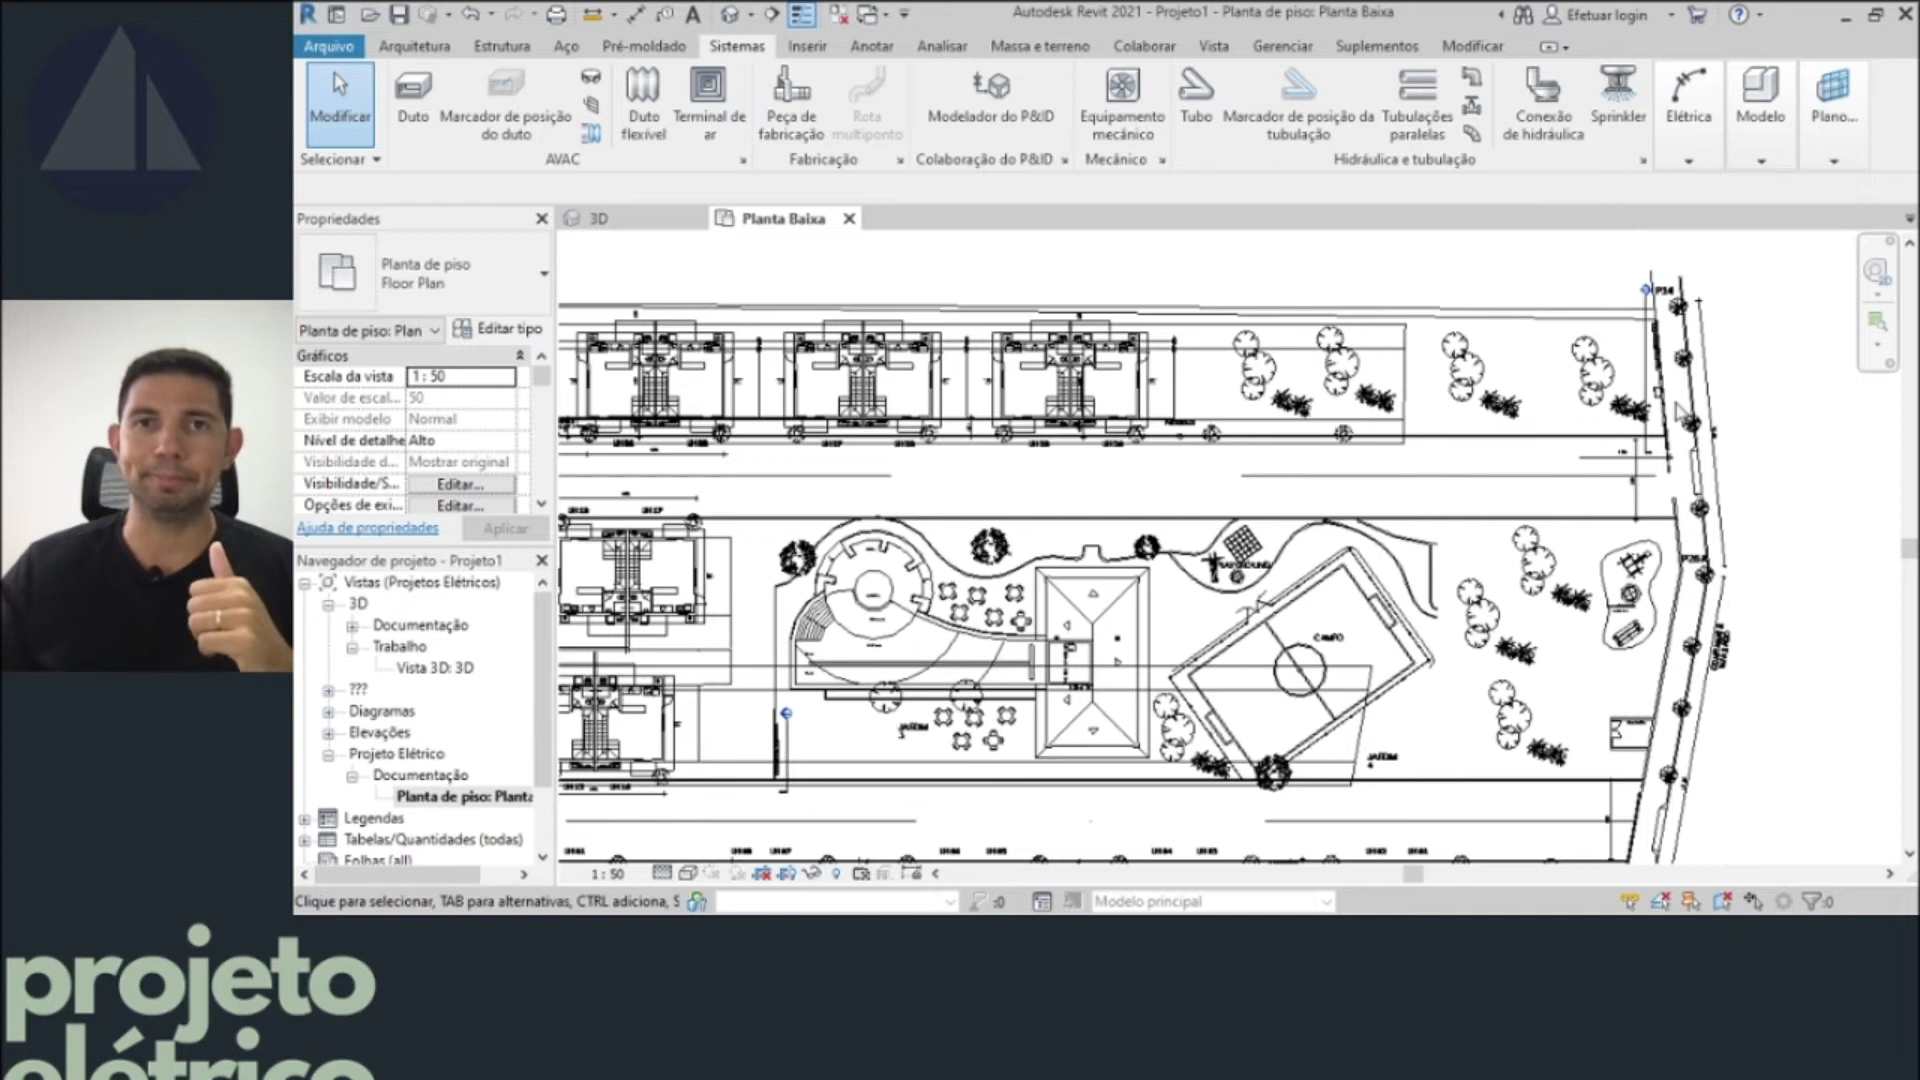 Autodesk Revit 2021 - Projeto1 - Planta de piso: Planta Baixa
Efetuar login
Arquivo Arquitetura Estrutura Aço Pré-moldado Sistemas Inserir Anotar Analisar Massa e terreno Colaborar Vista Gerenciar Suplementos Modificar
Modificar
Duto
Marcador de posição do duto
Duto flexível
Terminal de ar
Peça de fabricação
Rota multiponto
Modelador do P&ID
Equipamento mecânico
Tubo
Marcador de posição da tubulação
Tubulações paralelas
Conexão de hidráulica
Sprinkler
Elétrica
Modelo
Plano...
Selecionar
AVAC
Fabricação
Colaboração do P&ID
Mecânico
Hidráulica e tubulação
Propriedades
3D
Planta Baixa
Planta de piso
Floor Plan
Planta de piso: Plan
Editar tipo
Gráficos
Escala da vista 1 : 50
Valor de escal... 50
Exibir modelo Normal
Nível de detalhe Alto
Visibilidade d... Mostrar original
Visibilidade/S... Editar...
Opções de exi... Editar...
Ajuda de propriedades
Aplicar
Navegador de projeto - Projeto1
Vistas (Projetos Elétricos)
3D
Documentação
Trabalho
Vista 3D: 3D
???
Diagramas
Elevações
Projeto Elétrico
Documentação
Planta de piso: Planta
Legendas
Tabelas/Quantidades (todas)
Folhas (all)
CAMPO
JARDIM
1 : 50
Clique para selecionar, TAB para alternativas, CTRL adiciona, S
:0
Modelo principal
:0
projeto
elétrico